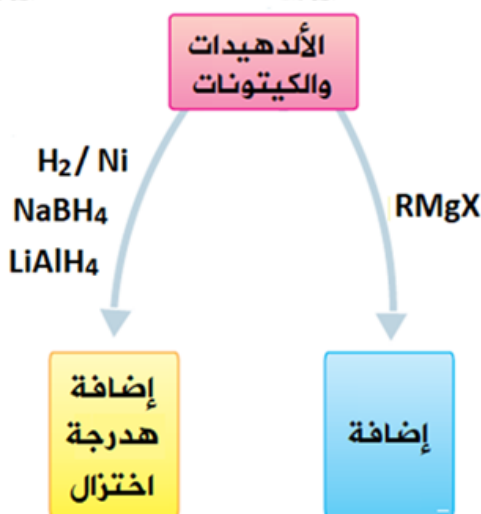 الألدهيدات
والكيتونات
H₂ / Ni
NaBH₄
LiAlH₄
RMgX
إضافة
هدرجة
اختزال
إضافة